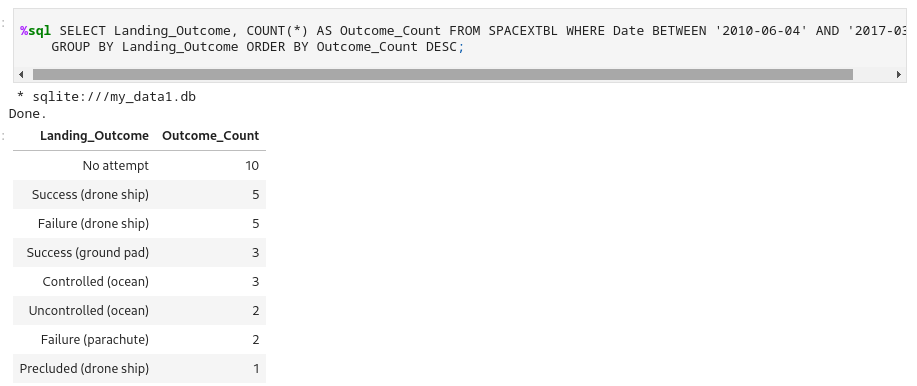 %sql SELECT Landing_Outcome, COUNT(*) AS Outcome_Count FROM SPACEXTBL WHERE Date BETWEEN '2010-06-04' AND '2017-03
GROUP BY Landing_Outcome ORDER BY Outcome_Count DESC;
* sqlite:///my_data1.db
Done.
Landing_Outcome Outcome_Count
No attempt 10
Success (drone ship) 5
Failure (drone ship) 5
Success (ground pad) 3
Controlled (ocean) 3
Uncontrolled (ocean) 2
Failure (parachute) 2
Precluded (drone ship) 1